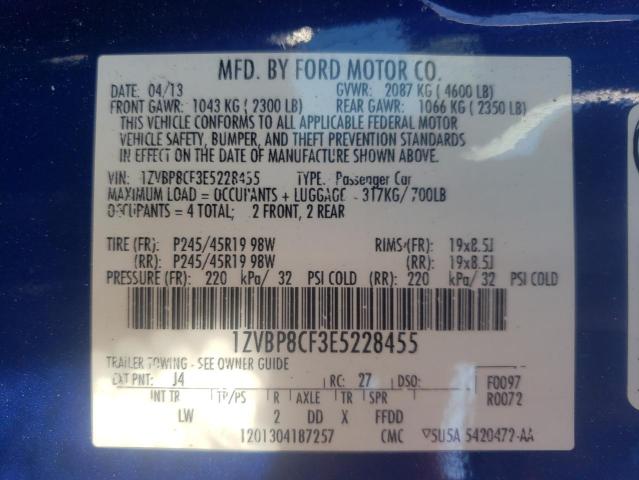 MFD. BY FORD MOTOR CO.
DATE: 04/13 GVWR: 2087 KG ( 4600 LB)
FRONT GAWR: 1043 KG ( 2300 LB) REAR GAWR: 1066 KG ( 2350 LB)
THIS VEHICLE CONFORMS TO ALL APPLICABLE FEDERAL MOTOR
VEHICLE SAFETY, BUMPER, AND THEFT PREVENTION STANDARDS
IN EFFECT ON THE DATE OF MANUFACTURE SHOWN ABOVE.
VIN: 1ZVBP8CF3E5228455 TYPE: Passenger Car
MAXIMUM LOAD = OCCUPANTS + LUGGAGE - 317KG/ 700LB
OCCUPANTS = 4 TOTAL; 2 FRONT, 2 REAR
TIRE (FR): P245/45R19 98W RIMS(FR): 19x8.5J
(RR): P245/45R19 98W (RR): 19x8.5J
PRESSURE (FR): 220 kPa/ 32 PSI COLD (RR): 220 kPa/ 32 PSI COLD
1ZVBP8CF3E5228455
TRAILER TOWING - SEE OWNER GUIDE
EXT PNT: J4 RC: 27 DSO: F0097
INT TR TP/PS R AXLE TR SPR R0072
LW 2 DD X FFDD
1201304187257 CMC ▽5U5A 5420472-AA